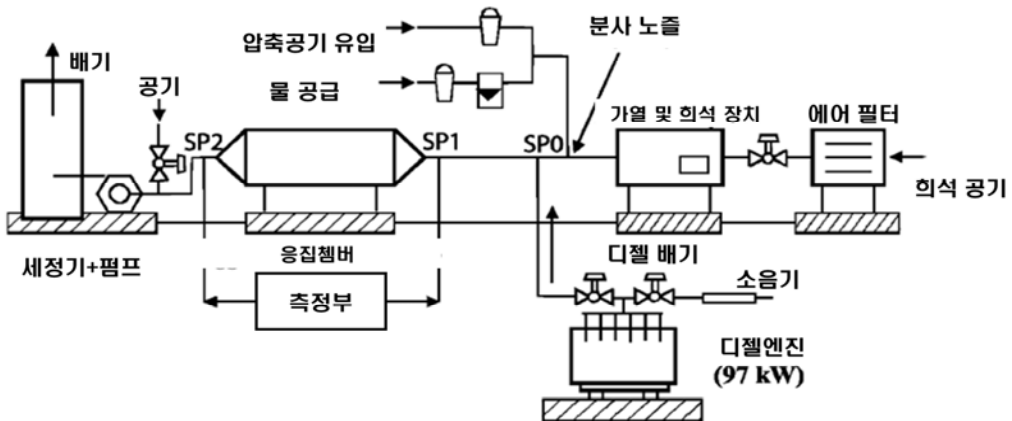 압축공기 유입
분사 노즐
배기
공기
물 공급
가열 및 희석 장치
에어 필터
SP2
SP1
SP0
희석 공기
세정기+펌프
응집쳄버
디젤 배기
소음기
측정부
디젤엔진
(97 kW)